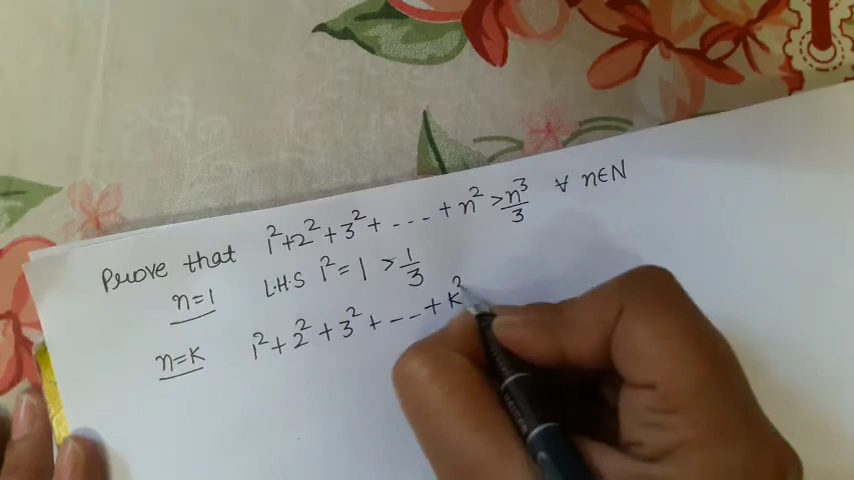 Prove that 1²+2²+3²+ - - - +n² > n³/3 ∀ n∈N
n=1 L.H.S 1² = 1 > 1/3
n=K 1²+2²+3²+ - - - +K²